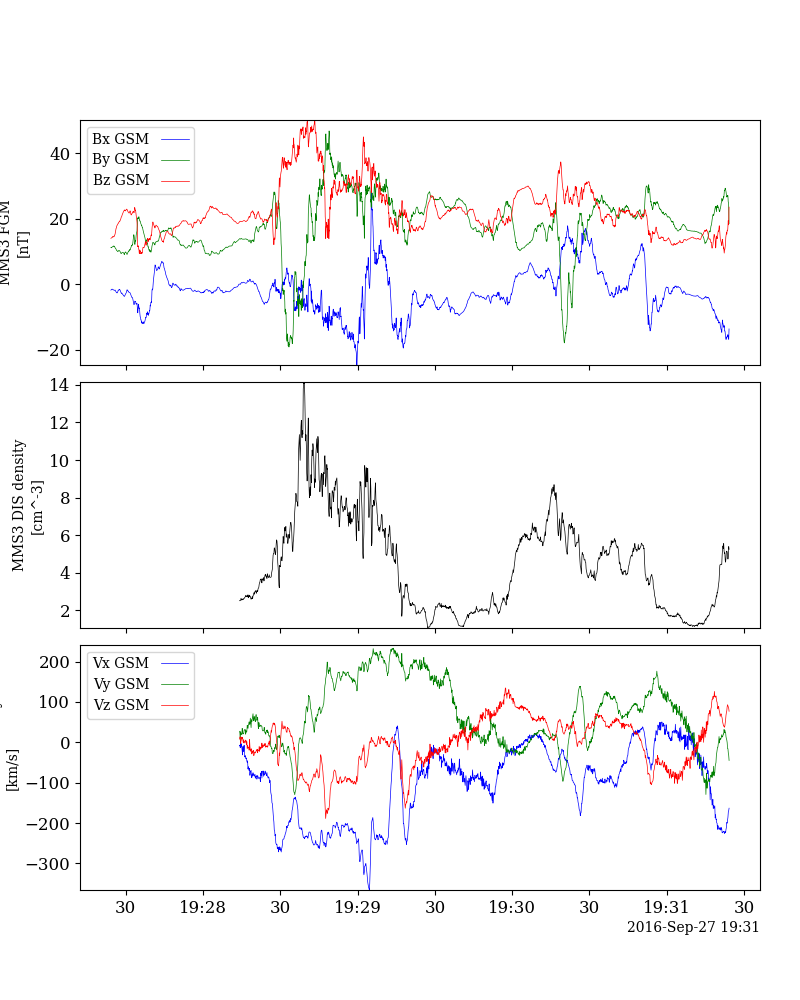 Bx GSM
By GSM
Bz GSM
40
20
0
−20
MMS3 FGM
[nT]
14
12
10
8
6
4
2
MMS3 DIS density
[cm^-3]
Vx GSM
Vy GSM
Vz GSM
200
100
0
−100
−200
−300
[km/s]
30 19:28 30 19:29 30 19:30 30 19:31 30
2016-Sep-27 19:31